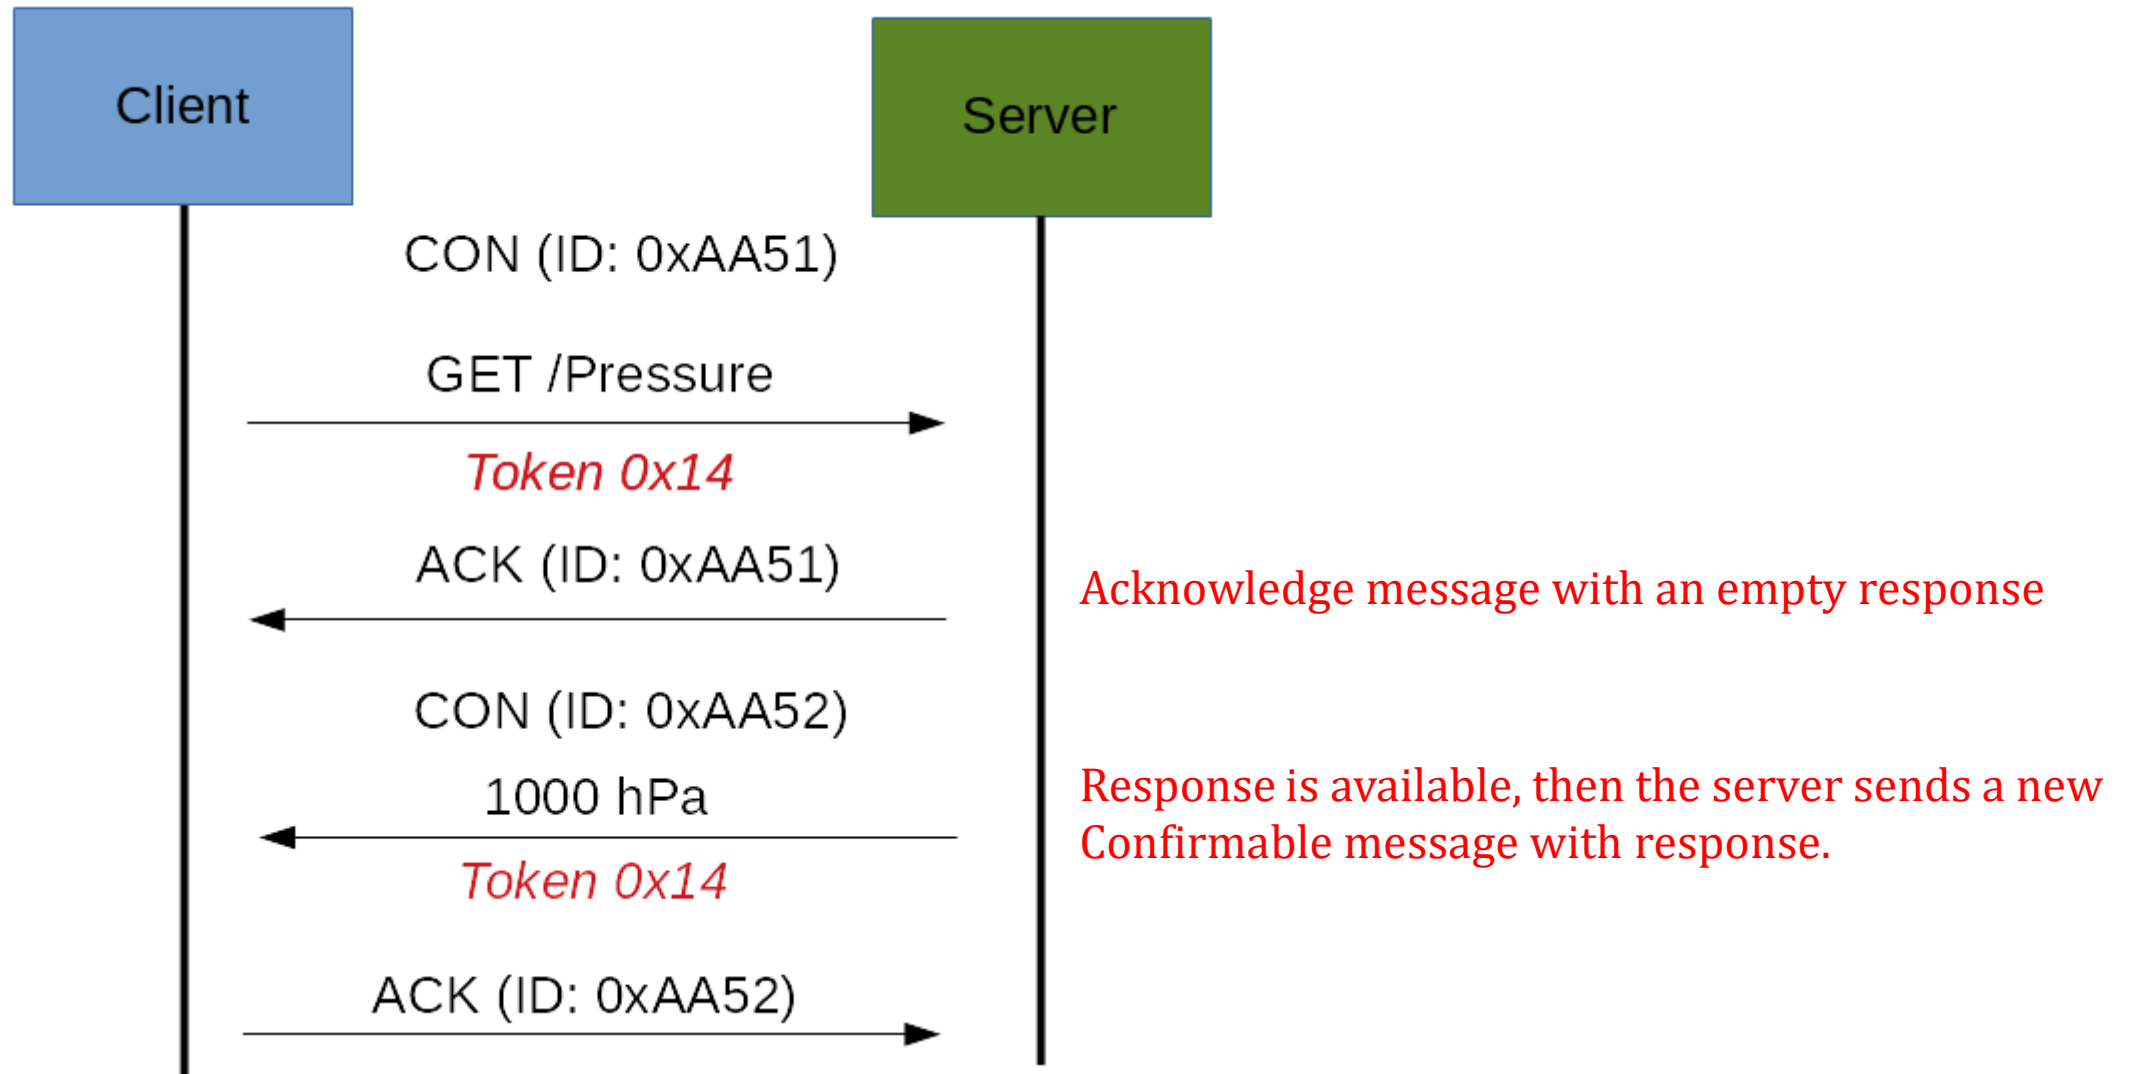 Client
Server
CON (ID: 0xAA51)
GET /Pressure
Token 0x14
ACK (ID: 0xAA51)
Acknowledge message with an empty response
CON (ID: 0xAA52)
1000 hPa
Response is available, then the server sends a new
Confirmable message with response.
Token 0x14
ACK (ID: 0xAA52)